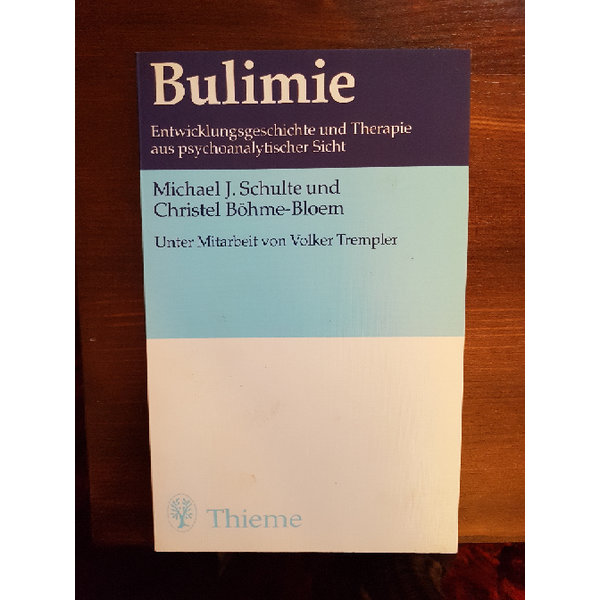 Bulimie
Entwicklungsgeschichte und Therapie
aus psychoanalytischer Sicht
Michael J. Schulte und
Christel Böhme-Bloem
Unter Mitarbeit von Volker Trempler
Thieme